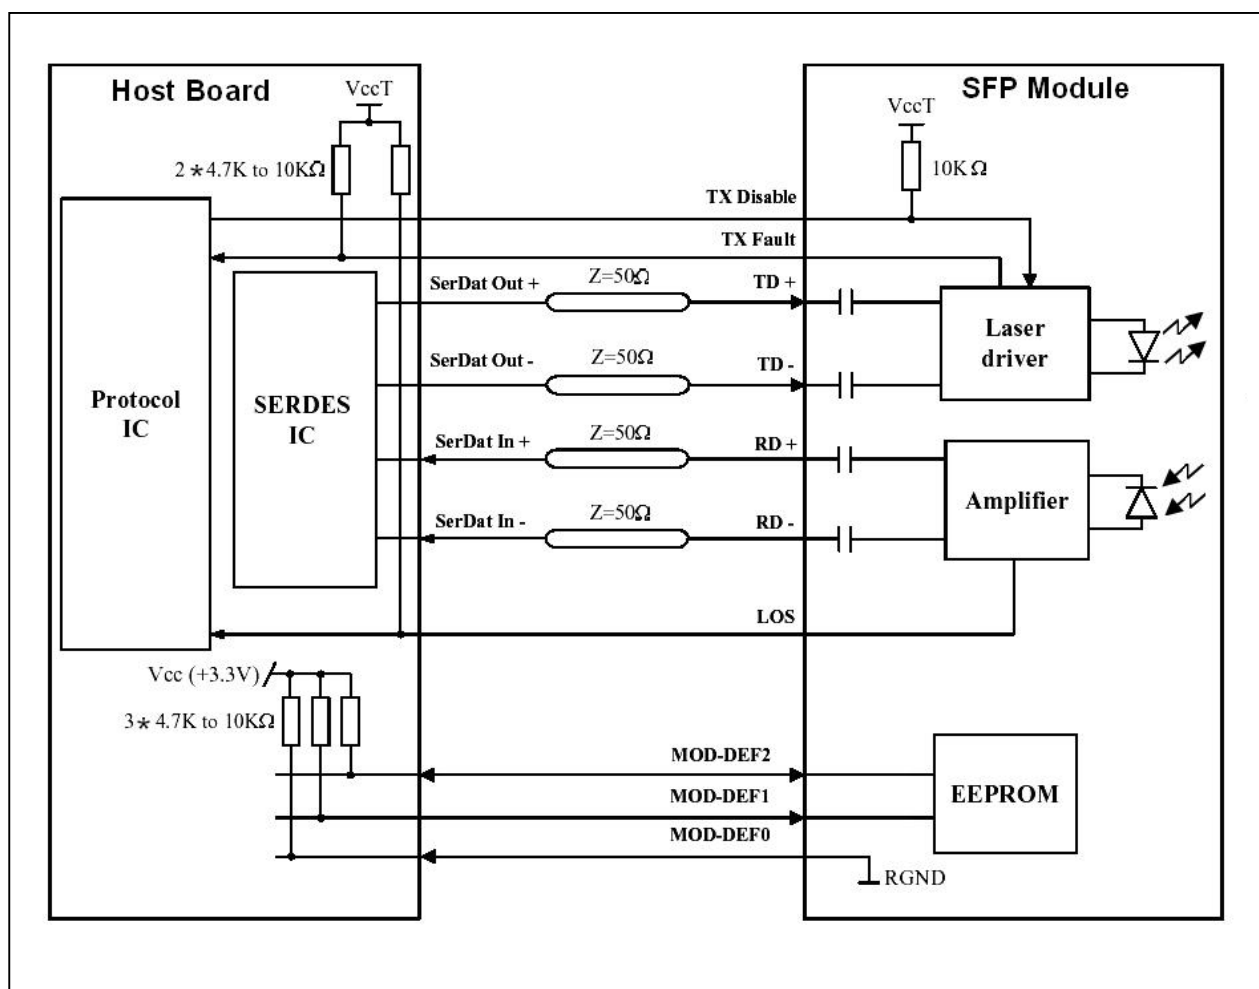 Host Board
SFP Module
VccT
VccT
2*4.7K to 10KΩ
10KΩ
TX Disable
TX Fault
SerDat Out +
Z=50Ω
TD +
Laser
driver
SerDat Out -
Z=50Ω
TD -
Protocol
IC
SERDES
IC
SerDat In +
Z=50Ω
RD +
Amplifier
SerDat In -
Z=50Ω
RD -
LOS
Vcc (+3.3V)
3* 4.7K to 10KΩ
MOD-DEF2
EEPROM
MOD-DEF1
MOD-DEF0
RGND